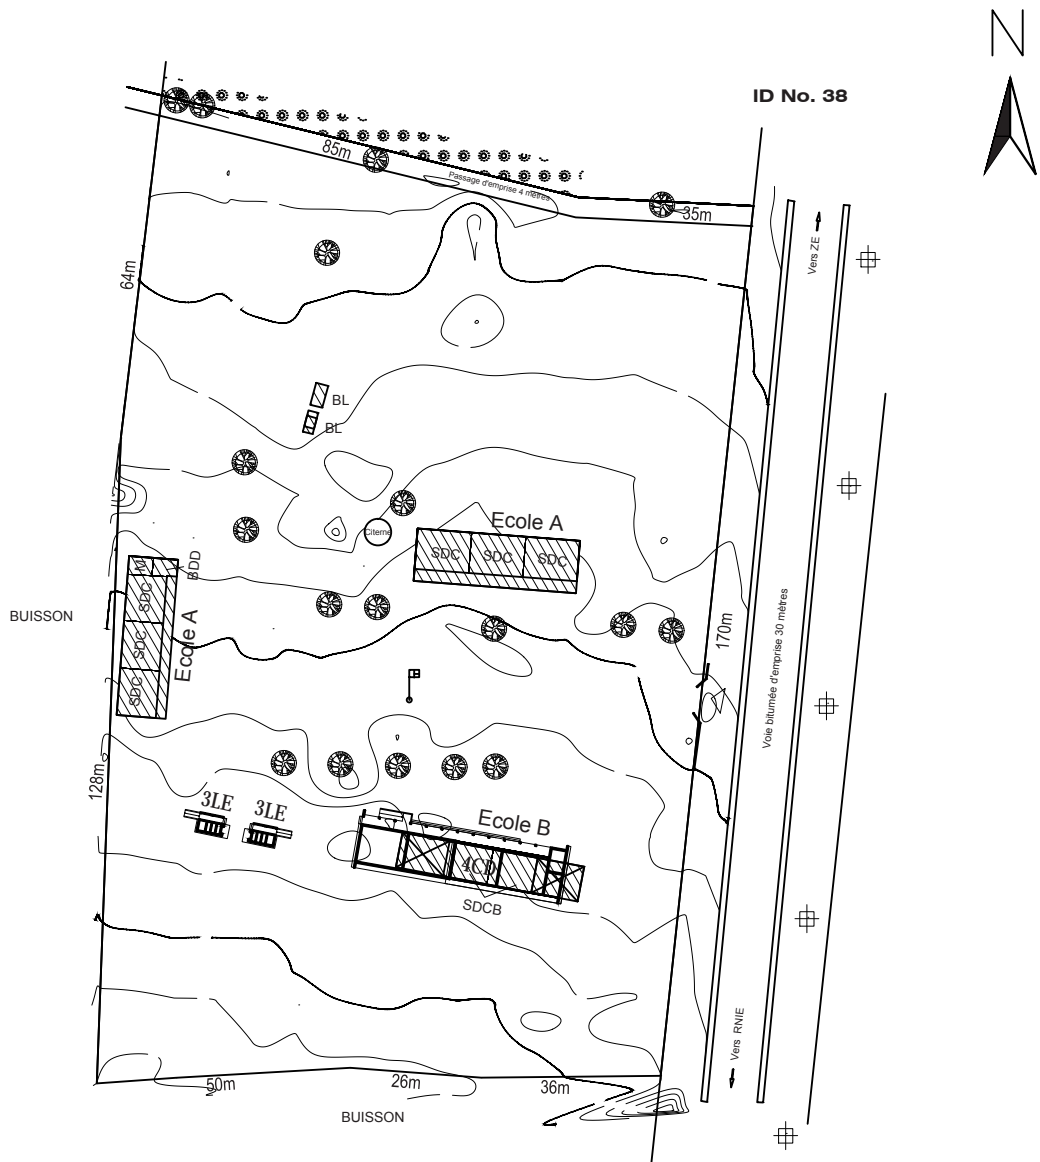 N
ID No. 38
85m
Passage d'emprise 4 mètres
35m
Vers ZE
64m
BL
BL
Citerne
Ecole A
SDC
SDC
SDC
M
BDD
SDC
SDC
SDC
Ecole A
BUISSON
170m
Voie bitumée d'emprise 30 mètres
128m
3LE
3LE
Ecole B
4CD
SDCB
Vers RNIE
50m
26m
36m
BUISSON